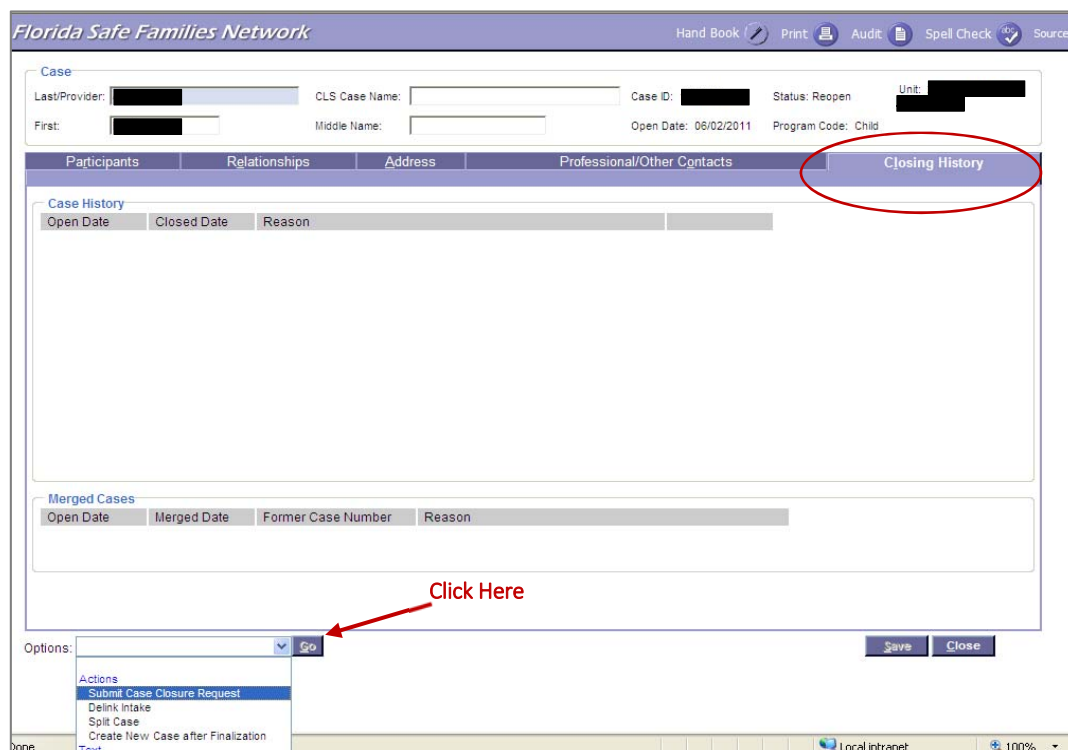 Florida Safe Families Network Hand Book Print Audit Spell Check Source
Case
Last/Provider: CLS Case Name: Case ID: Status: Reopen Unit:
First: Middle Name: Open Date: 06/02/2011 Program Code: Child
Participants Relationships Address Professional/Other Contacts Closing History
Case History
Open Date Closed Date Reason
Merged Cases
Open Date Merged Date Former Case Number Reason
Click Here
Options: Go Save Close
Actions
Submit Case Closure Request
Delink Intake
Split Case
Create New Case after Finalization
Text
Done Local intranet 100%